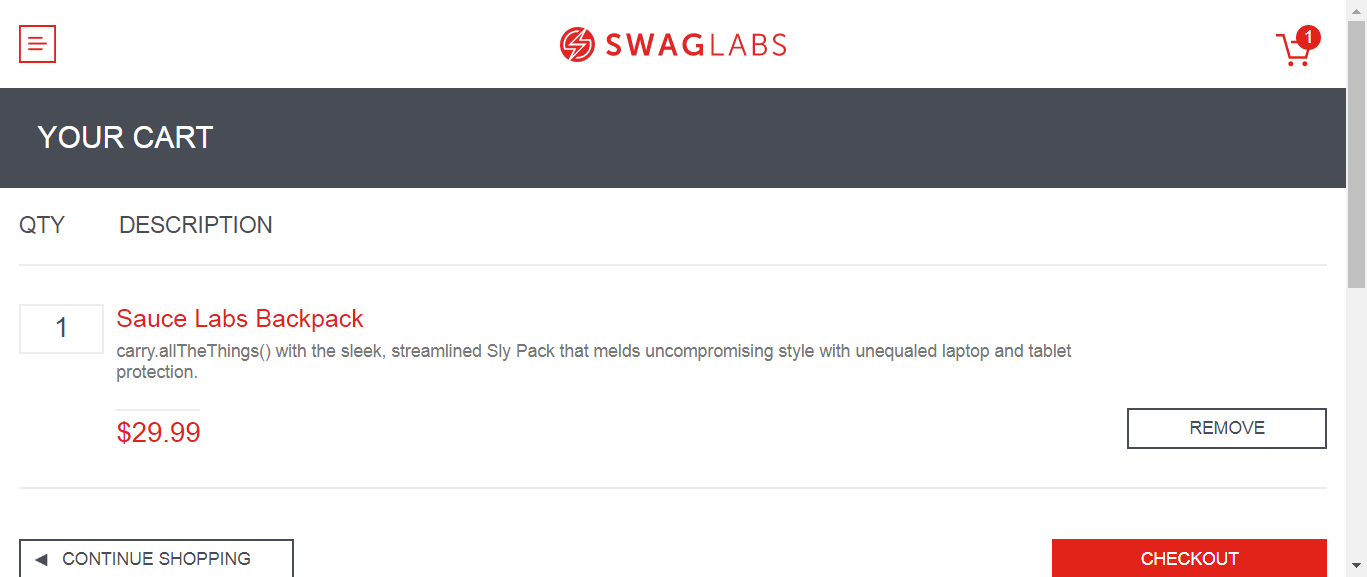 SWAGLABS
1
YOUR CART
QTY DESCRIPTION
1
Sauce Labs Backpack
carry.allTheThings() with the sleek, streamlined Sly Pack that melds uncompromising style with unequaled laptop and tablet
protection.
$29.99
REMOVE
CONTINUE SHOPPING
CHECKOUT